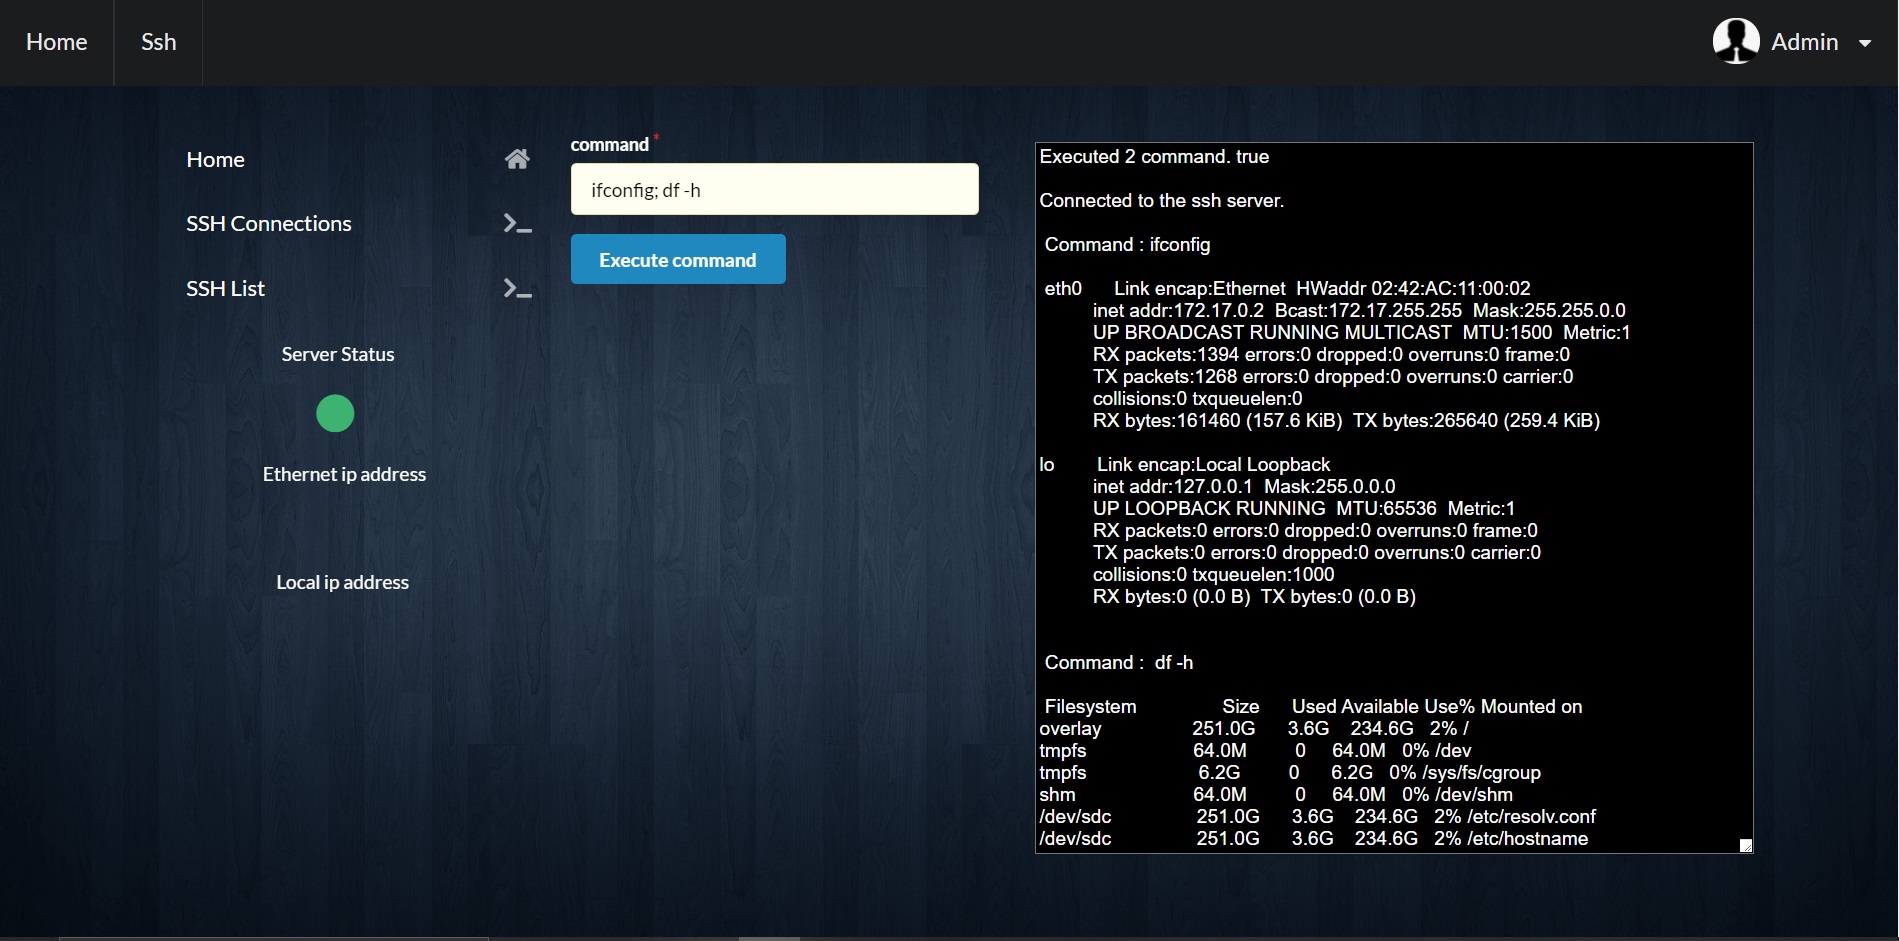 Home
Ssh
Admin
Home
SSH Connections
SSH List
Server Status
Ethernet ip address
Local ip address
command *
ifconfig; df -h
Execute command
Executed 2 command. true
Connected to the ssh server.
Command : ifconfig
eth0 Link encap:Ethernet HWaddr 02:42:AC:11:00:02
inet addr:172.17.0.2 Bcast:172.17.255.255 Mask:255.255.0.0
UP BROADCAST RUNNING MULTICAST MTU:1500 Metric:1
RX packets:1394 errors:0 dropped:0 overruns:0 frame:0
TX packets:1268 errors:0 dropped:0 overruns:0 carrier:0
collisions:0 txqueuelen:0
RX bytes:161460 (157.6 KiB) TX bytes:265640 (259.4 KiB)
lo Link encap:Local Loopback
inet addr:127.0.0.1 Mask:255.0.0.0
UP LOOPBACK RUNNING MTU:65536 Metric:1
RX packets:0 errors:0 dropped:0 overruns:0 frame:0
TX packets:0 errors:0 dropped:0 overruns:0 carrier:0
collisions:0 txqueuelen:1000
RX bytes:0 (0.0 B) TX bytes:0 (0.0 B)
Command : df -h
Filesystem Size Used Available Use% Mounted on
overlay 251.0G 3.6G 234.6G 2% /
tmpfs 64.0M 0 64.0M 0% /dev
tmpfs 6.2G 0 6.2G 0% /sys/fs/cgroup
shm 64.0M 0 64.0M 0% /dev/shm
/dev/sdc 251.0G 3.6G 234.6G 2% /etc/resolv.conf
/dev/sdc 251.0G 3.6G 234.6G 2% /etc/hostname